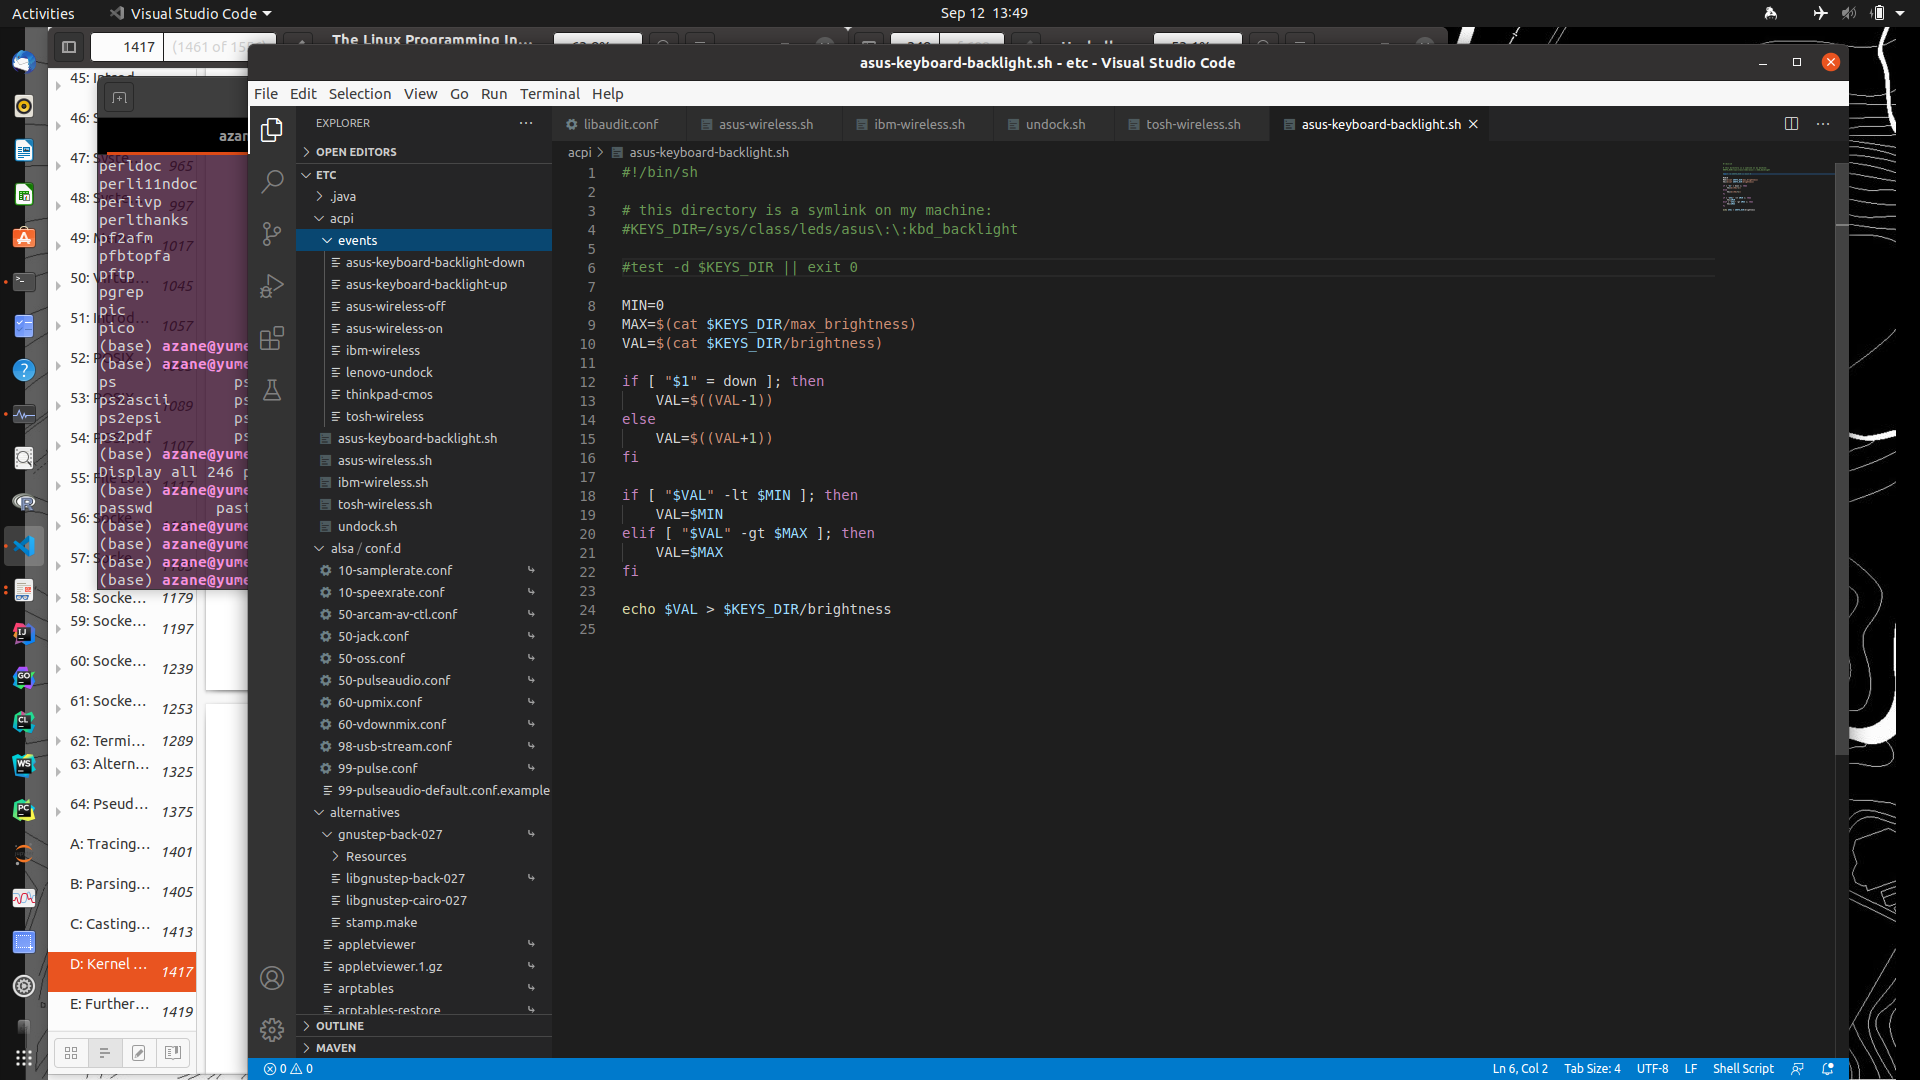 Activities
Visual Studio Code
Sep 12 13:49
1417
(1461 of 15
The Linux Programming In...
asus-keyboard-backlight.sh - etc - Visual Studio Code
File Edit Selection View Go Run Terminal Help
EXPLORER
OPEN EDITORS
ETC
.java
acpi
events
asus-keyboard-backlight-down
asus-keyboard-backlight-up
asus-wireless-off
asus-wireless-on
ibm-wireless
lenovo-undock
thinkpad-cmos
tosh-wireless
asus-keyboard-backlight.sh
asus-wireless.sh
ibm-wireless.sh
tosh-wireless.sh
undock.sh
alsa / conf.d
10-samplerate.conf
10-speexrate.conf
50-arcam-av-ctl.conf
50-jack.conf
50-oss.conf
50-pulseaudio.conf
60-upmix.conf
60-vdownmix.conf
98-usb-stream.conf
99-pulse.conf
99-pulseaudio-default.conf.example
alternatives
gnustep-back-027
Resources
libgnustep-back-027
libgnustep-cairo-027
stamp.make
appletviewer
appletviewer.1.gz
arptables
arptables-restore
OUTLINE
MAVEN
libaudit.conf
asus-wireless.sh
ibm-wireless.sh
undock.sh
tosh-wireless.sh
asus-keyboard-backlight.sh
acpi > asus-keyboard-backlight.sh
1 #!/bin/sh
2
3 # this directory is a symlink on my machine:
4 #KEYS_DIR=/sys/class/leds/asus\:\:kbd_backlight
5
6 #test -d $KEYS_DIR || exit 0
7
8 MIN=0
9 MAX=$(cat $KEYS_DIR/max_brightness)
10 VAL=$(cat $KEYS_DIR/brightness)
11
12 if [ "$1" = down ]; then
13 VAL=$((VAL-1))
14 else
15 VAL=$((VAL+1))
16 fi
17
18 if [ "$VAL" -lt $MIN ]; then
19 VAL=$MIN
20 elif [ "$VAL" -gt $MAX ]; then
21 VAL=$MAX
22 fi
23
24 echo $VAL > $KEYS_DIR/brightness
25
azan
perldoc
perli11ndoc
perlivp
perlthanks
pf2afm
pfbtopfa
pftp
pgrep
pic
pico
(base) azane@yume
(base) azane@yume
ps ps
ps2ascii ps
ps2epsi ps
ps2pdf ps
(base) azane@yume
Display all 246 p
(base) azane@yume
passwd past
(base) azane@yume
(base) azane@yume
(base) azane@yume
(base) azane@yume
45:
46:
47: 965
48: 997
49: 1017
50: 1045
51: 1057
52:
53: 1089
54: 1107
55: 1117
56:
57:
58: Socke... 1179
59: Socke... 1197
60: Socke... 1239
61: Socke... 1253
62: Termi... 1289
63: Altern... 1325
64: Pseud... 1375
A: Tracing... 1401
B: Parsing... 1405
C: Casting... 1413
D: Kernel ... 1417
E: Further... 1419
0 0
Ln 6, Col 2
Tab Size: 4
UTF-8
LF
Shell Script